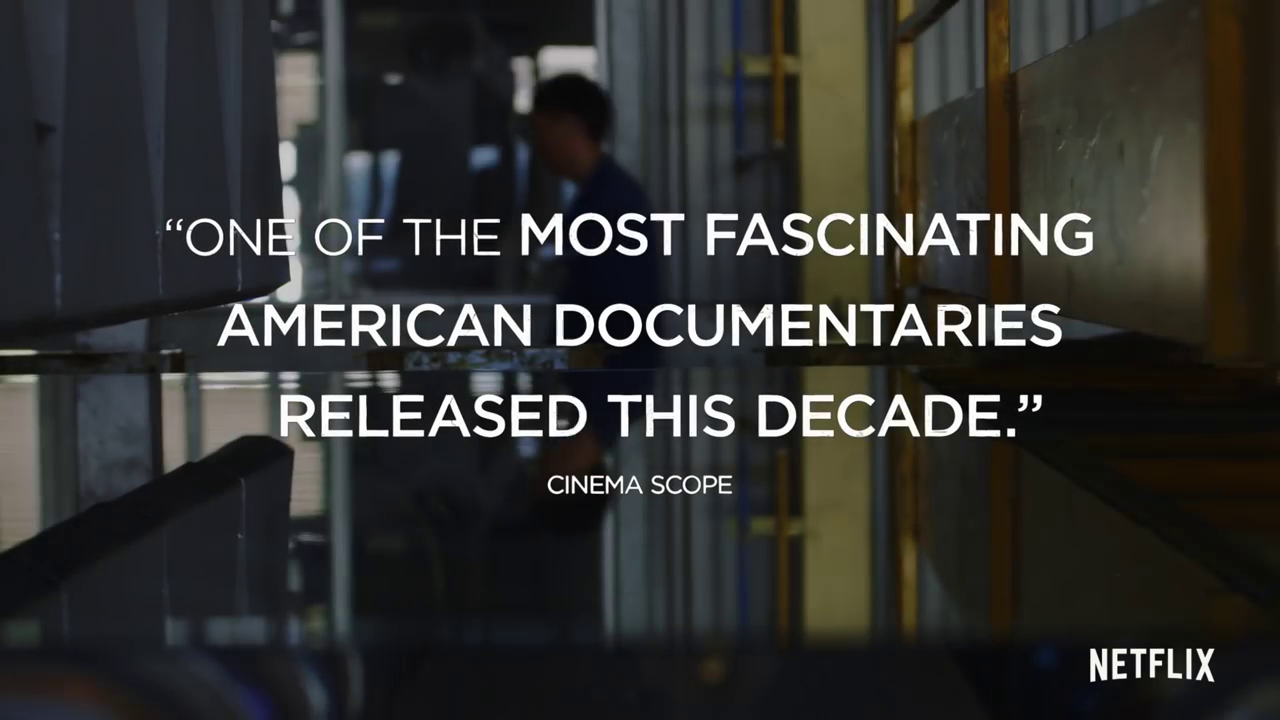 “ONE OF THE MOST FASCINATING
AMERICAN DOCUMENTARIES
RELEASED THIS DECADE.”
CINEMA SCOPE
NETFLIX